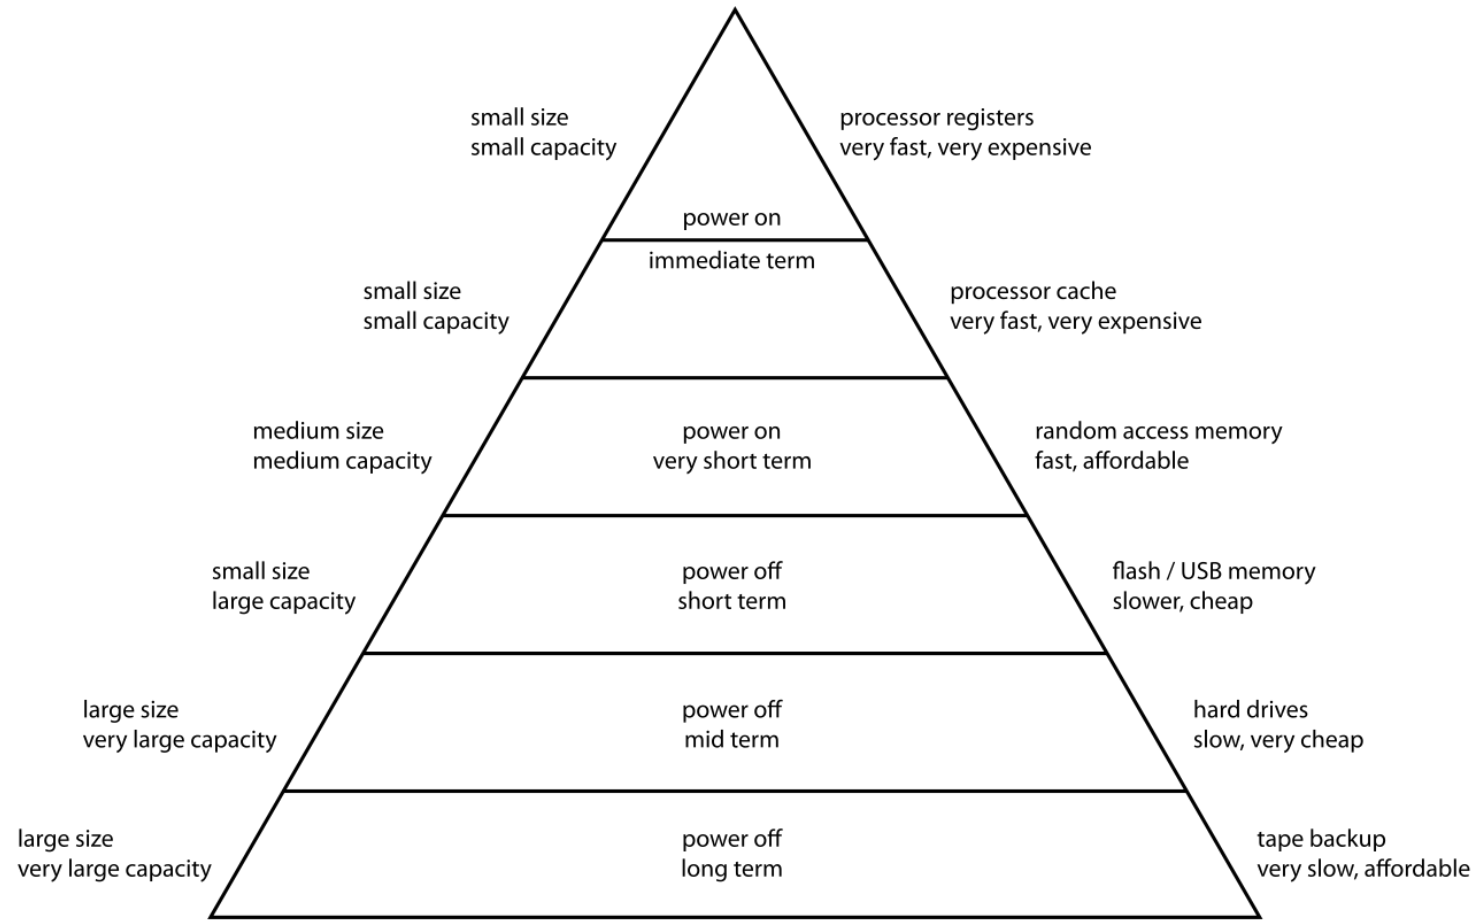 small size
small capacity
processor registers
very fast, very expensive
power on
immediate term
small size
small capacity
processor cache
very fast, very expensive
medium size
medium capacity
power on
very short term
random access memory
fast, affordable
small size
large capacity
power off
short term
flash / USB memory
slower, cheap
large size
very large capacity
power off
mid term
hard drives
slow, very cheap
large size
very large capacity
power off
long term
tape backup
very slow, affordable